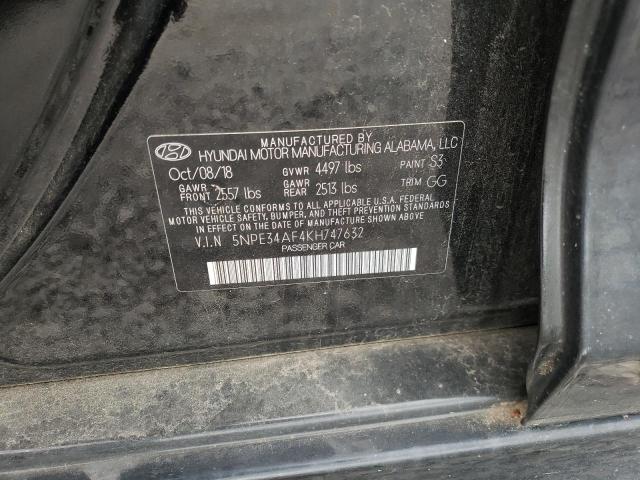 MANUFACTURED BY
HYUNDAI MOTOR MANUFACTURING ALABAMA, LLC
Oct/08/18 GVWR 4497 lbs PAINT S3
GAWR FRONT 2557 lbs GAWR REAR 2513 lbs TRIM GG
THIS VEHICLE CONFORMS TO ALL APPLICABLE U.S.A FEDERAL
MOTOR VEHICLE SAFETY, BUMPER, AND THEFT PREVENTION STANDARDS
IN EFFECT ON THE DATE OF MANUFACTURE SHOWN ABOVE.
V.I.N 5NPE34AF4KH747632
PASSENGER CAR